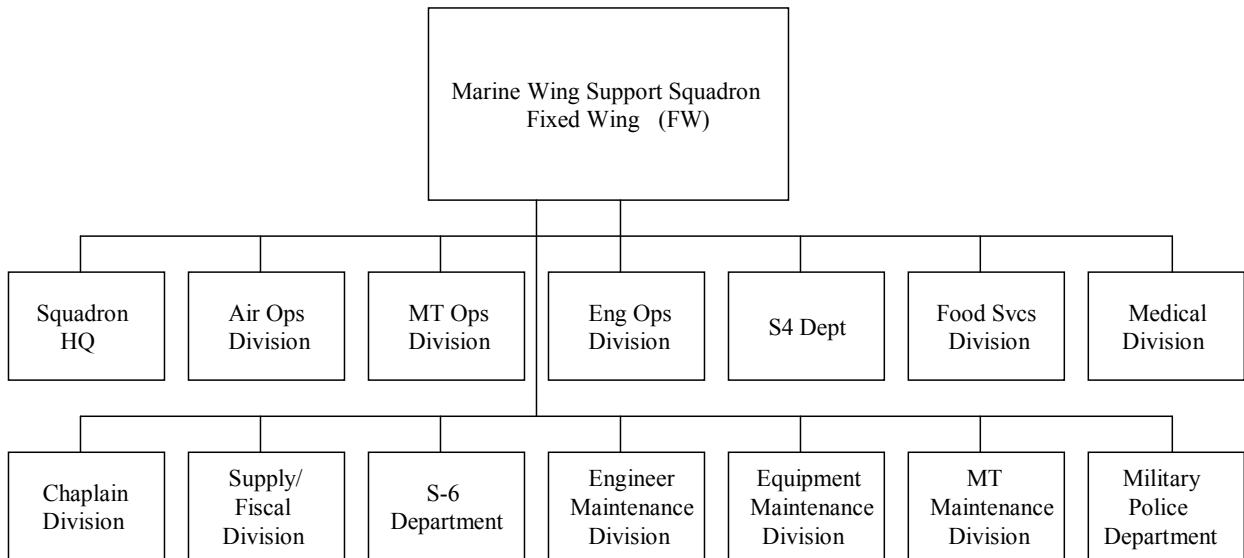 Marine Wing Support Squadron
Fixed Wing (FW)
Squadron
HQ
Air Ops
Division
MT Ops
Division
Eng Ops
Division
S4 Dept
Food Svcs
Division
Medical
Division
Chaplain
Division
Supply/
Fiscal
Division
S-6
Department
Engineer
Maintenance
Division
Equipment
Maintenance
Division
MT
Maintenance
Division
Military
Police
Department